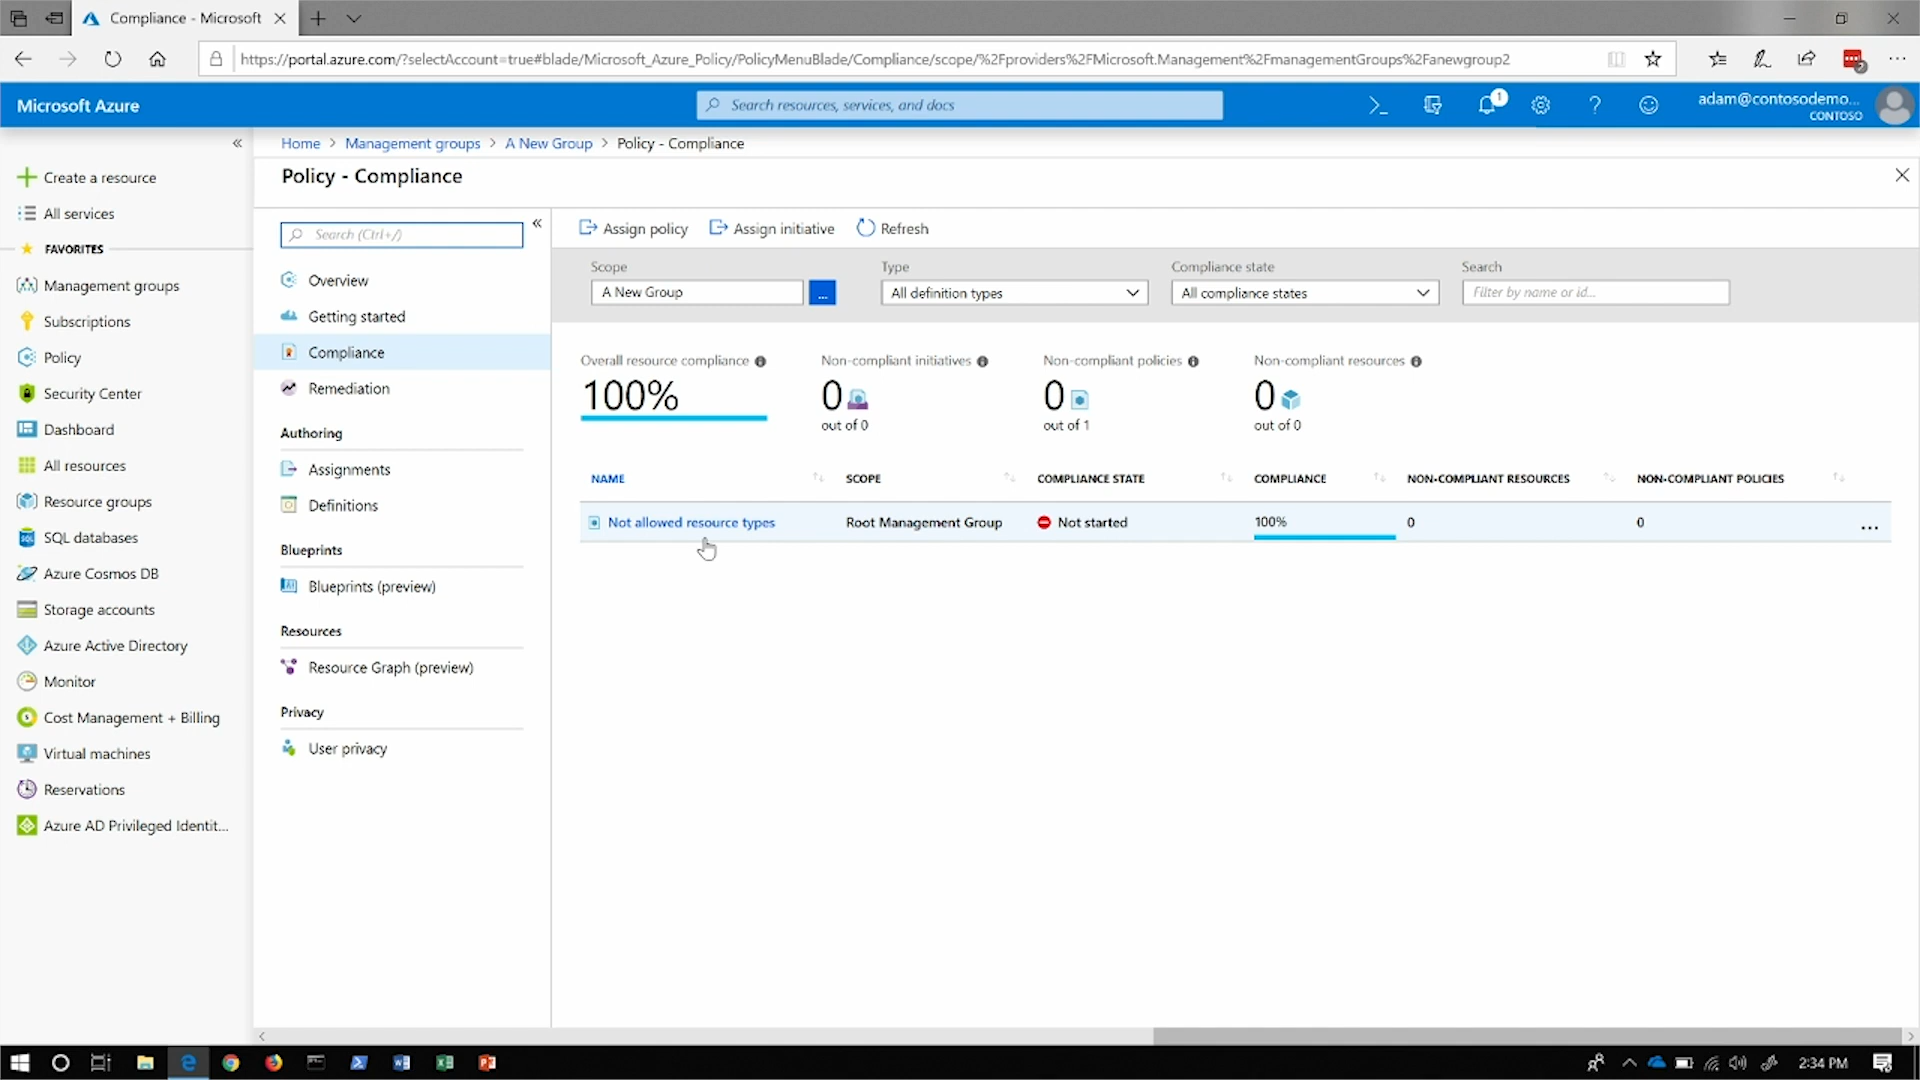 Compliance - Microsoft
https://portal.azure.com/?selectAccount=true#blade/Microsoft_Azure_Policy/PolicyMenuBlade/Compliance/scope/%2Fproviders%2FMicrosoft.Management%2FmanagementGroups%2Fanewgroup2
2
Microsoft Azure
Search resources, services, and docs
1
adam@contosodemo...
CONTOSO
Home > Management groups > A New Group > Policy - Compliance
Policy - Compliance
Create a resource
All services
FAVORITES
Management groups
Subscriptions
Policy
Security Center
Dashboard
All resources
Resource groups
SQL databases
Azure Cosmos DB
Storage accounts
Azure Active Directory
Monitor
Cost Management + Billing
Virtual machines
Reservations
Azure AD Privileged Identit...
Search (Ctrl+/)
Overview
Getting started
Compliance
Remediation
Authoring
Assignments
Definitions
Blueprints
Blueprints (preview)
Resources
Resource Graph (preview)
Privacy
User privacy
Assign policy Assign initiative Refresh
Scope Type Compliance state Search
A New Group ... All definition types All compliance states Filter by name or id...
Overall resource compliance Non-compliant initiatives Non-compliant policies Non-compliant resources
100% 0 0 0
out of 0 out of 1 out of 0
NAME SCOPE COMPLIANCE STATE COMPLIANCE NON-COMPLIANT RESOURCES NON-COMPLIANT POLICIES
Not allowed resource types Root Management Group Not started 100% 0 0 ...
2:34 PM